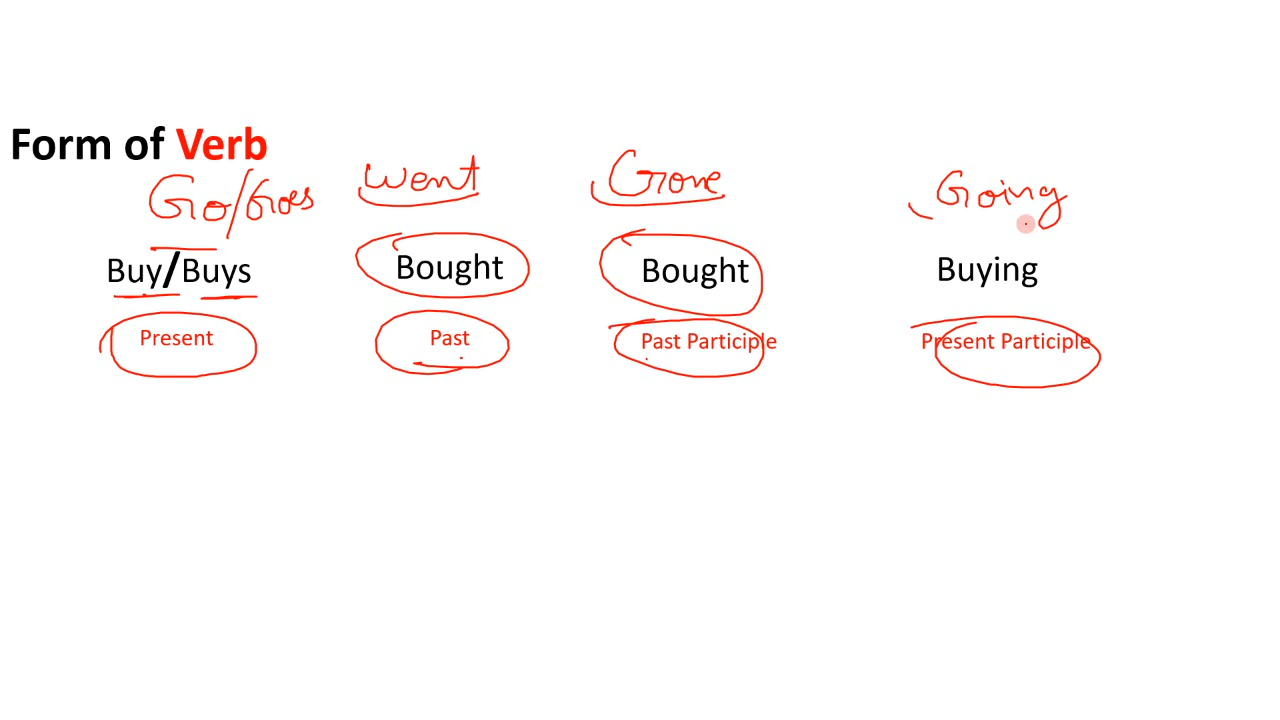 Form of Verb
Go/Goes went Gone Going
Buy/Buys Bought Bought Buying
Present Past Past Participle Present Participle